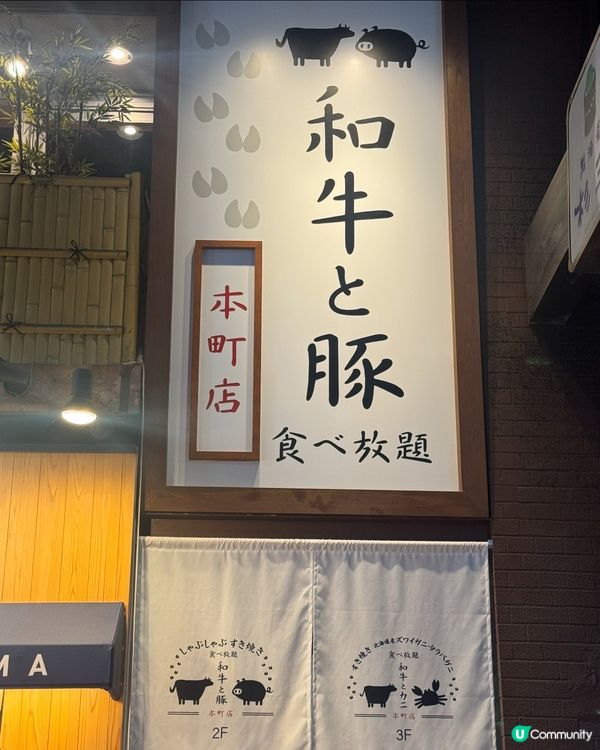 和牛と豚
食べ放題
本町店
しゃぶしゃぶ すき焼き
食べ放題
和牛と豚
本町店
2F
すき焼き 北海道産ズワイガニ・タラバガニ
食べ放題
和牛とカニ
本町店
3F
MA
U Community